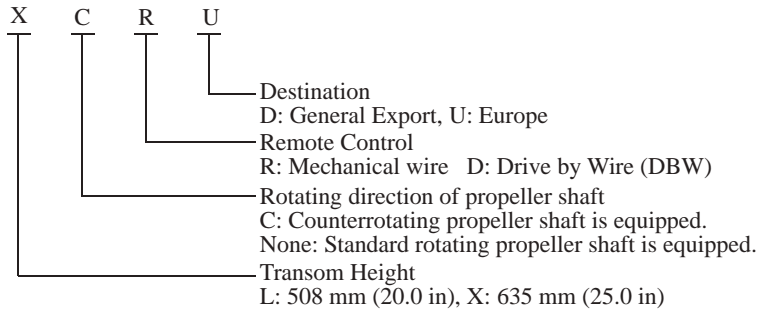 X C R U
Destination
D: General Export, U: Europe
Remote Control
R: Mechanical wire D: Drive by Wire (DBW)
Rotating direction of propeller shaft
C: Counterrotating propeller shaft is equipped.
None: Standard rotating propeller shaft is equipped.
Transom Height
L: 508 mm (20.0 in), X: 635 mm (25.0 in)